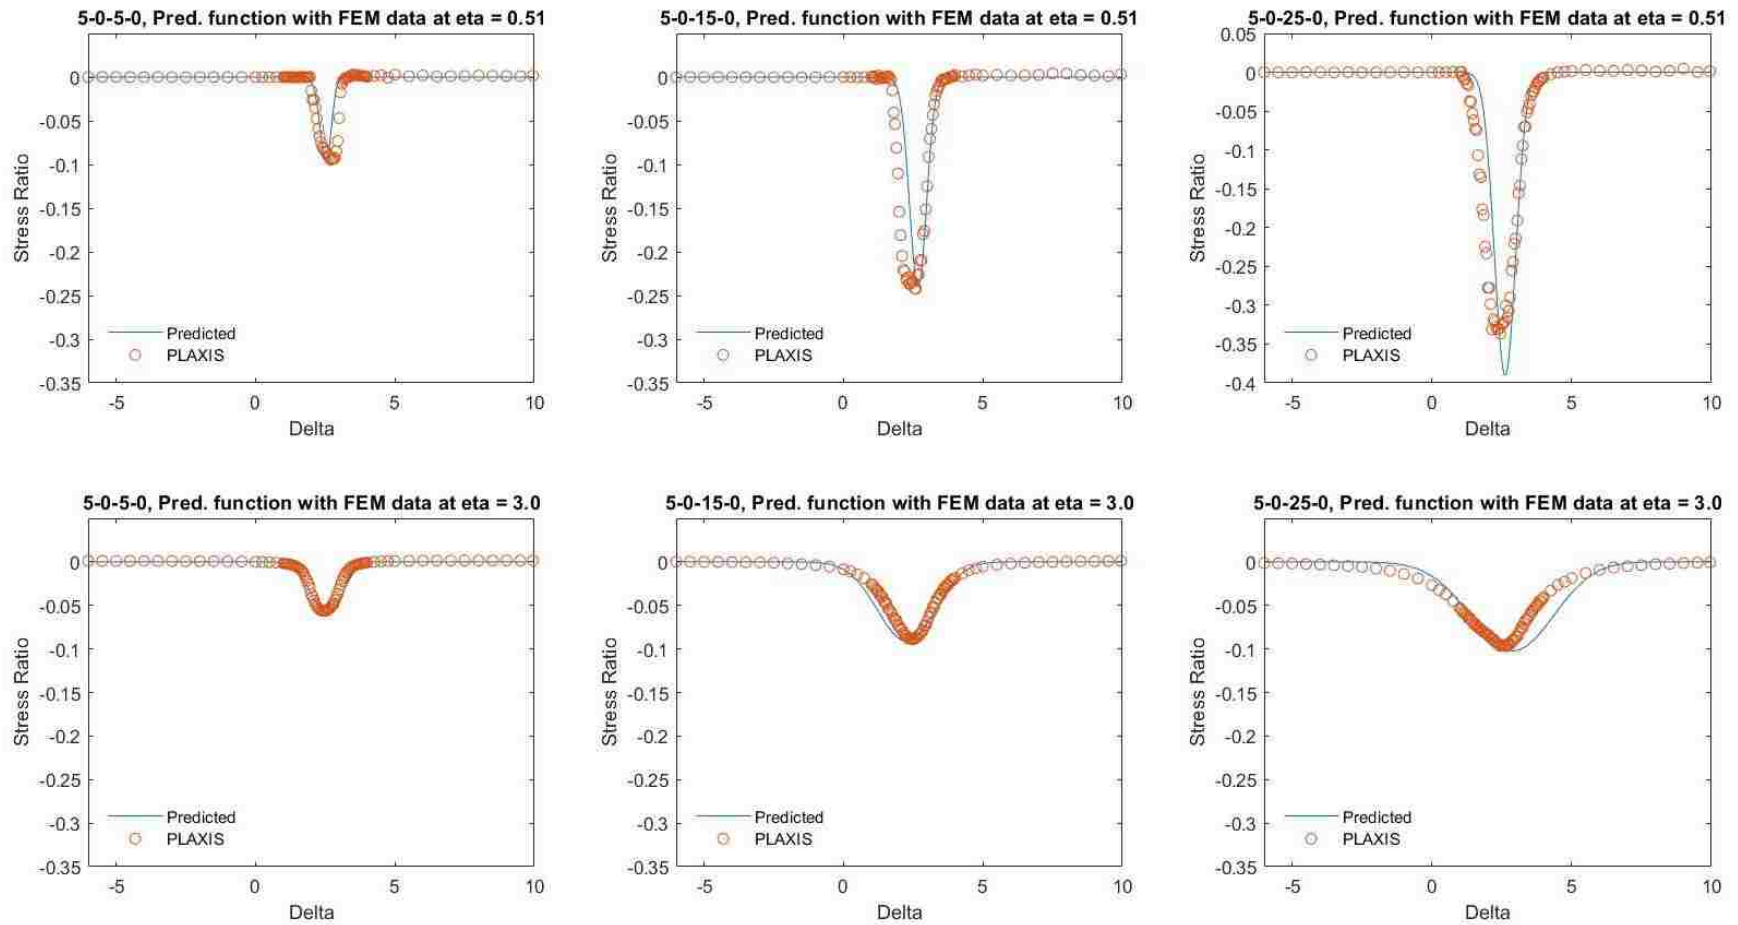 5-0-5-0, Pred. function with FEM data at eta = 0.51
0
-0.05
-0.1
-0.15
-0.2
-0.25
-0.3
-0.35
Stress Ratio
Predicted
PLAXIS
-5
0
5
10
Delta
5-0-15-0, Pred. function with FEM data at eta = 0.51
0
-0.05
-0.1
-0.15
-0.2
-0.25
-0.3
-0.35
Stress Ratio
Predicted
PLAXIS
-5
0
5
10
Delta
5-0-25-0, Pred. function with FEM data at eta = 0.51
0.05
0
-0.05
-0.1
-0.15
-0.2
-0.25
-0.3
-0.35
-0.4
Stress Ratio
Predicted
PLAXIS
-5
0
5
10
Delta
5-0-5-0, Pred. function with FEM data at eta = 3.0
0
-0.05
-0.1
-0.15
-0.2
-0.25
-0.3
-0.35
Stress Ratio
Predicted
PLAXIS
-5
0
5
10
Delta
5-0-15-0, Pred. function with FEM data at eta = 3.0
0
-0.05
-0.1
-0.15
-0.2
-0.25
-0.3
-0.35
Stress Ratio
Predicted
PLAXIS
-5
0
5
10
Delta
5-0-25-0, Pred. function with FEM data at eta = 3.0
0
-0.05
-0.1
-0.15
-0.2
-0.25
-0.3
-0.35
Stress Ratio
Predicted
PLAXIS
-5
0
5
10
Delta